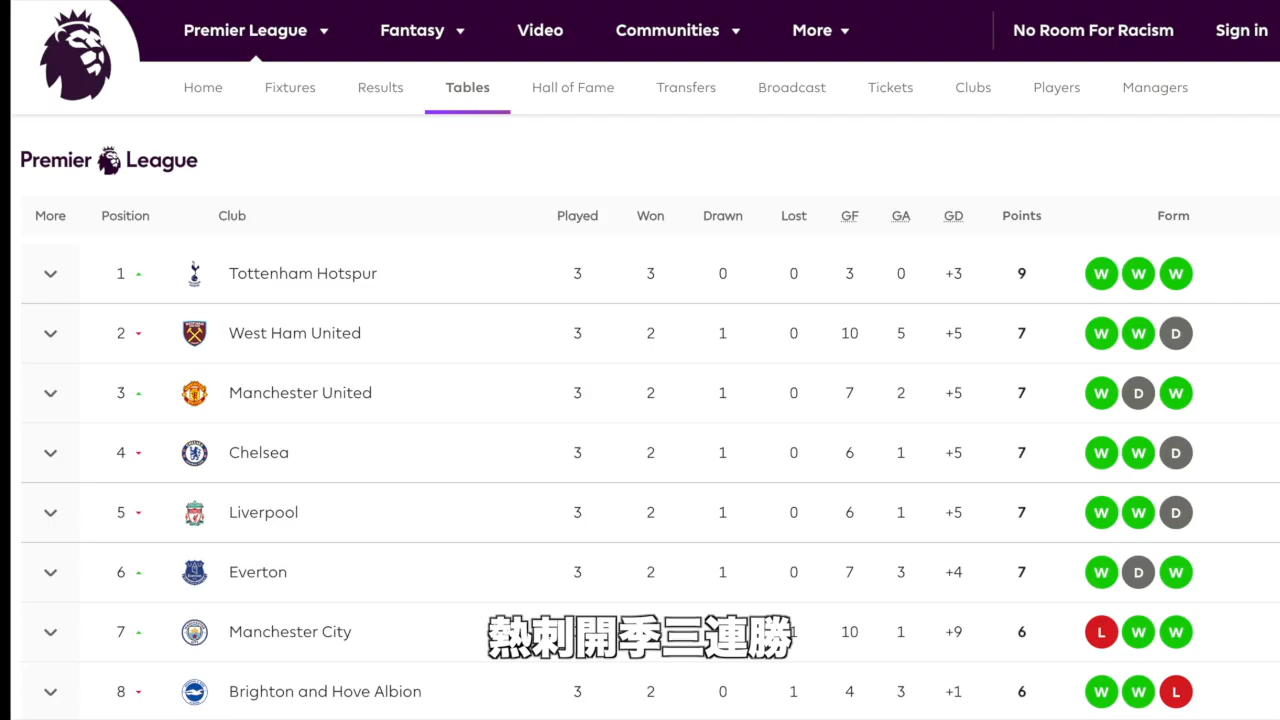 Premier League Fantasy Video Communities More No Room For Racism Sign in
Home Fixtures Results Tables Hall of Fame Transfers Broadcast Tickets Clubs Players Managers
Premier League
More Position Club Played Won Drawn Lost GF GA GD Points Form
1 Tottenham Hotspur 3 3 0 0 3 0 +3 9 W W W
2 West Ham United 3 2 1 0 10 5 +5 7 W W D
3 Manchester United 3 2 1 0 7 2 +5 7 W D W
4 Chelsea 3 2 1 0 6 1 +5 7 W W D
5 Liverpool 3 2 1 0 6 1 +5 7 W W D
6 Everton 3 2 1 0 7 3 +4 7 W D W
7 Manchester City 1 10 1 +9 6 L W W
熱刺開季三連勝
8 Brighton and Hove Albion 3 2 0 1 4 3 +1 6 W W L